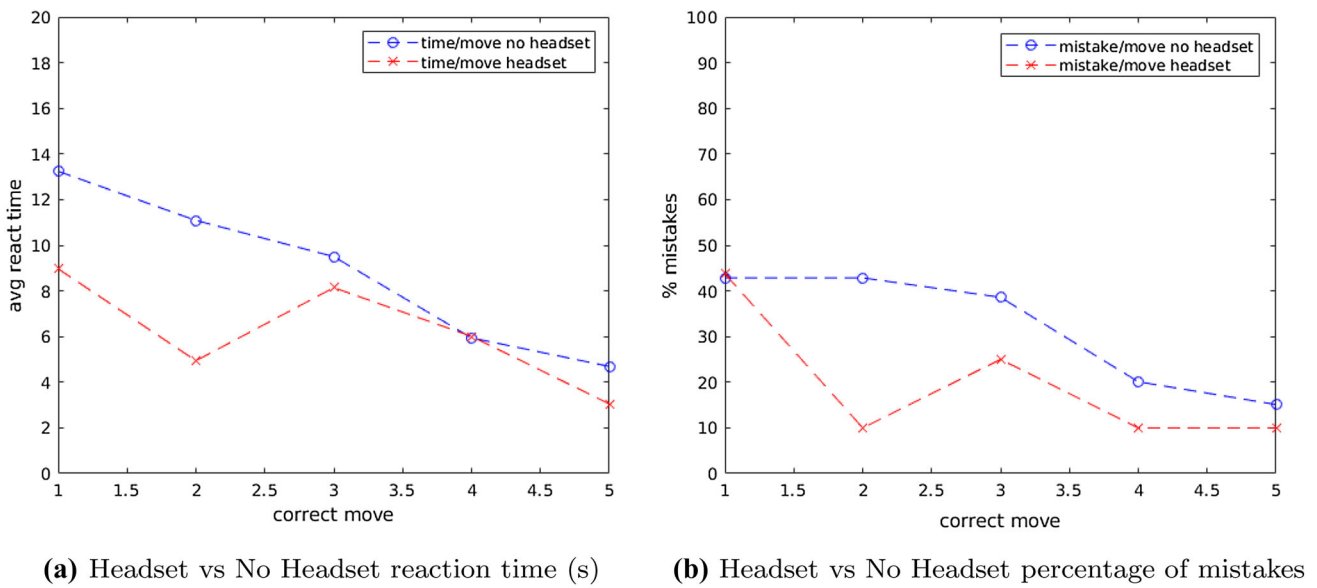 20
18
16
14
12
10
8
6
4
2
0
avg react time
time/move no headset
time/move headset
1 1.5 2 2.5 3 3.5 4 4.5 5
correct move
(a) Headset vs No Headset reaction time (s)
100
90
80
70
60
50
40
30
20
10
0
% mistakes
mistake/move no headset
mistake/move headset
1 1.5 2 2.5 3 3.5 4 4.5 5
correct move
(b) Headset vs No Headset percentage of mistakes